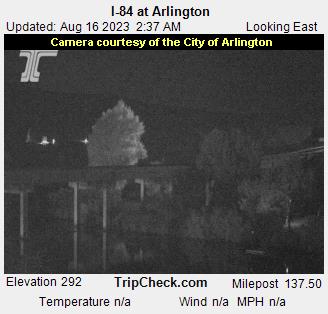 I-84 at Arlington
Updated: Aug 16 2023 2:37 AM Looking East
Camera courtesy of the City of Arlington
Elevation 292 TripCheck.com Milepost 137.50
Temperature n/a Wind n/a MPH n/a